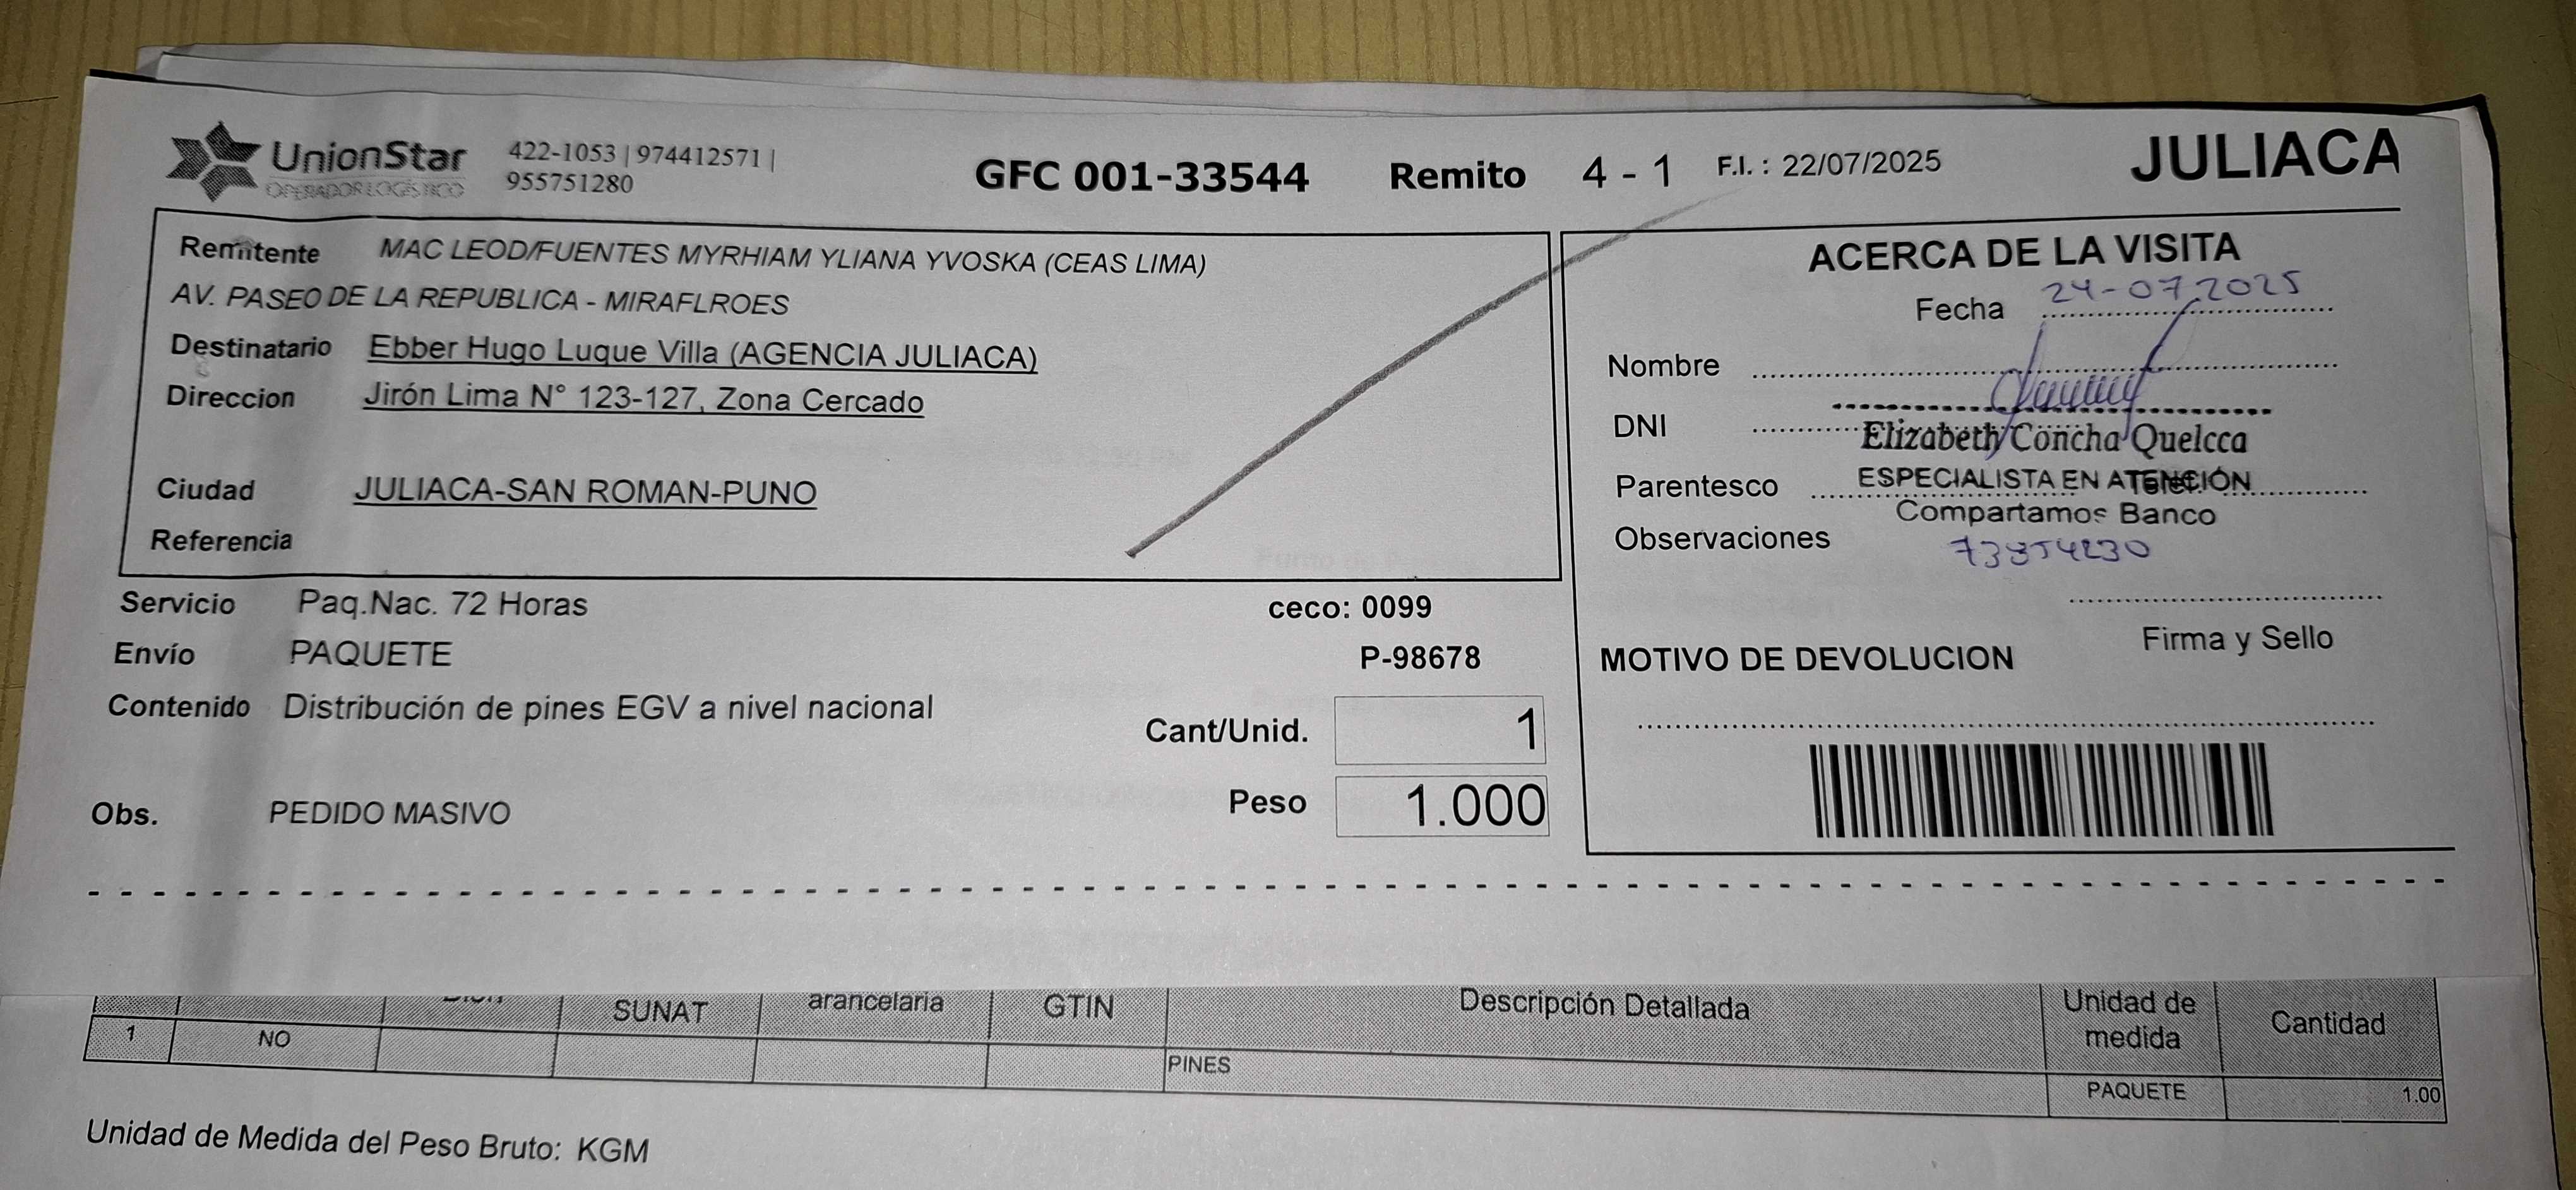 UnionStar
OPERADOR LOGÍSTICO
422-1053 | 974412571 |
955751280
GFC 001-33544 Remito 4 - 1 F.I. : 22/07/2025 JULIACA
Remitente MAC LEOD/FUENTES MYRHIAM YLIANA YVOSKA (CEAS LIMA)
AV. PASEO DE LA REPUBLICA - MIRAFLROES
Destinatario Ebber Hugo Luque Villa (AGENCIA JULIACA)
Direccion Jirón Lima N° 123-127, Zona Cercado
Ciudad JULIACA-SAN ROMAN-PUNO
Referencia
Servicio Paq.Nac. 72 Horas ceco: 0099
Envío PAQUETE P-98678
Contenido Distribución de pines EGV a nivel nacional
Cant/Unid. 1
Peso 1.000
Obs. PEDIDO MASIVO
ACERCA DE LA VISITA
Fecha 24-07-2025
Nombre
DNI
Elizabeth Concha Quelcca
Parentesco ESPECIALISTA EN ATENCIÓN
Compartamos Banco
Observaciones
Firma y Sello
MOTIVO DE DEVOLUCION
SUNAT arancelaria GTIN Descripción Detallada Unidad de medida Cantidad
1 NO PINES PAQUETE 1.00
Unidad de Medida del Peso Bruto: KGM